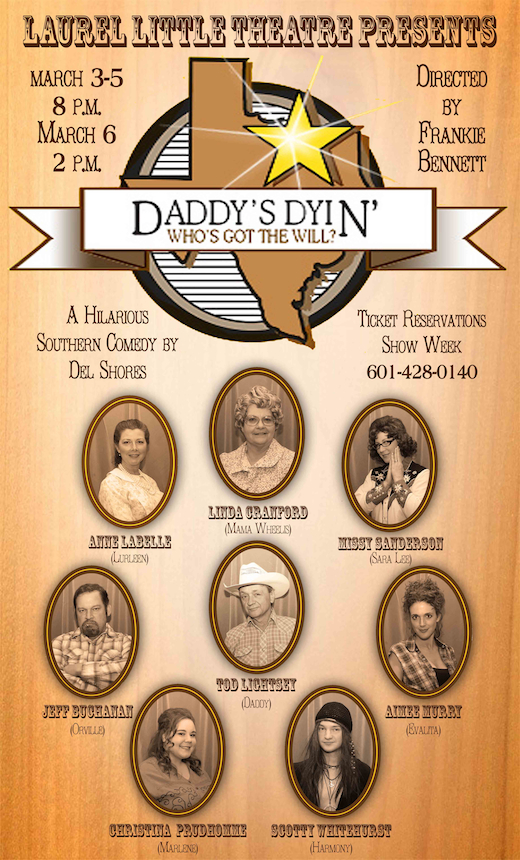 LAUREL LITTLE THEATRE PRESENTS
MARCH 3-5
8 P.M.
MARCH 6
2 P.M.
DIRECTED
BY
FRANKIE
BENNETT
DADDY'S DYIN'
WHO'S GOT THE WILL?
A HILARIOUS
SOUTHERN COMEDY BY
DEL SHORES
TICKET RESERVATIONS
SHOW WEEK
601-428-0140
LINDA CRANFORD
(MAMA WHEELIS)
ANNE LABELLE
(LURLEEN)
MISSY SANDERSON
(SARA LEE)
TOD LIGHTSEY
(DADDY)
JEFF BUCHANAN
(ORVILLE)
AIMEE MURRY
(EVALITA)
CHRISTINA PRUDHOMME
(MARLENE)
SCOTTY WHITEHURST
(HARMONY)